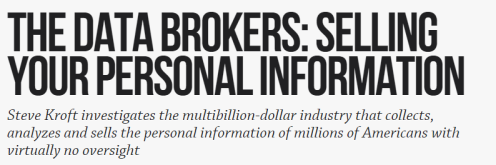 THE DATA BROKERS: SELLING
YOUR PERSONAL INFORMATION
Steve Kroft investigates the multibillion-dollar industry that collects,
analyzes and sells the personal information of millions of Americans with
virtually no oversight